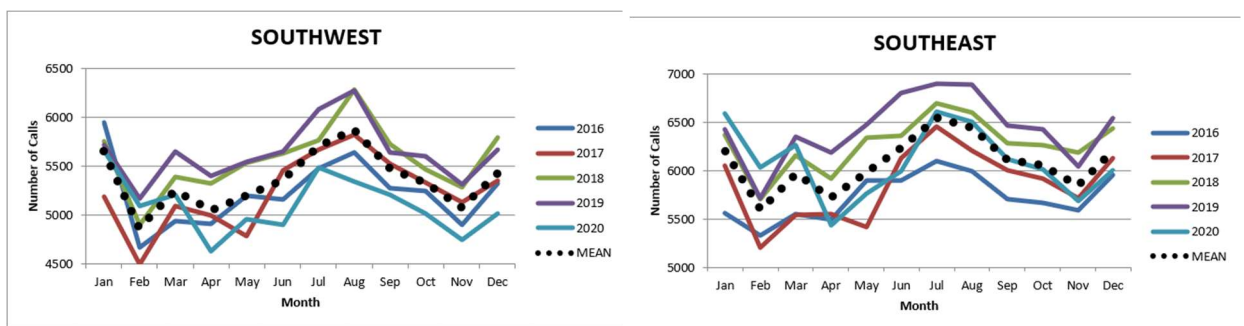 SOUTHWEST
6500
6000
5500
5000
4500
Number of Calls
Jan Feb Mar Apr May Jun Jul Aug Sep Oct Nov Dec
Month
2016
2017
2018
2019
2020
MEAN
SOUTHEAST
7000
6500
6000
5500
5000
Number of Calls
Jan Feb Mar Apr May Jun Jul Aug Sep Oct Nov Dec
Month
2016
2017
2018
2019
2020
MEAN